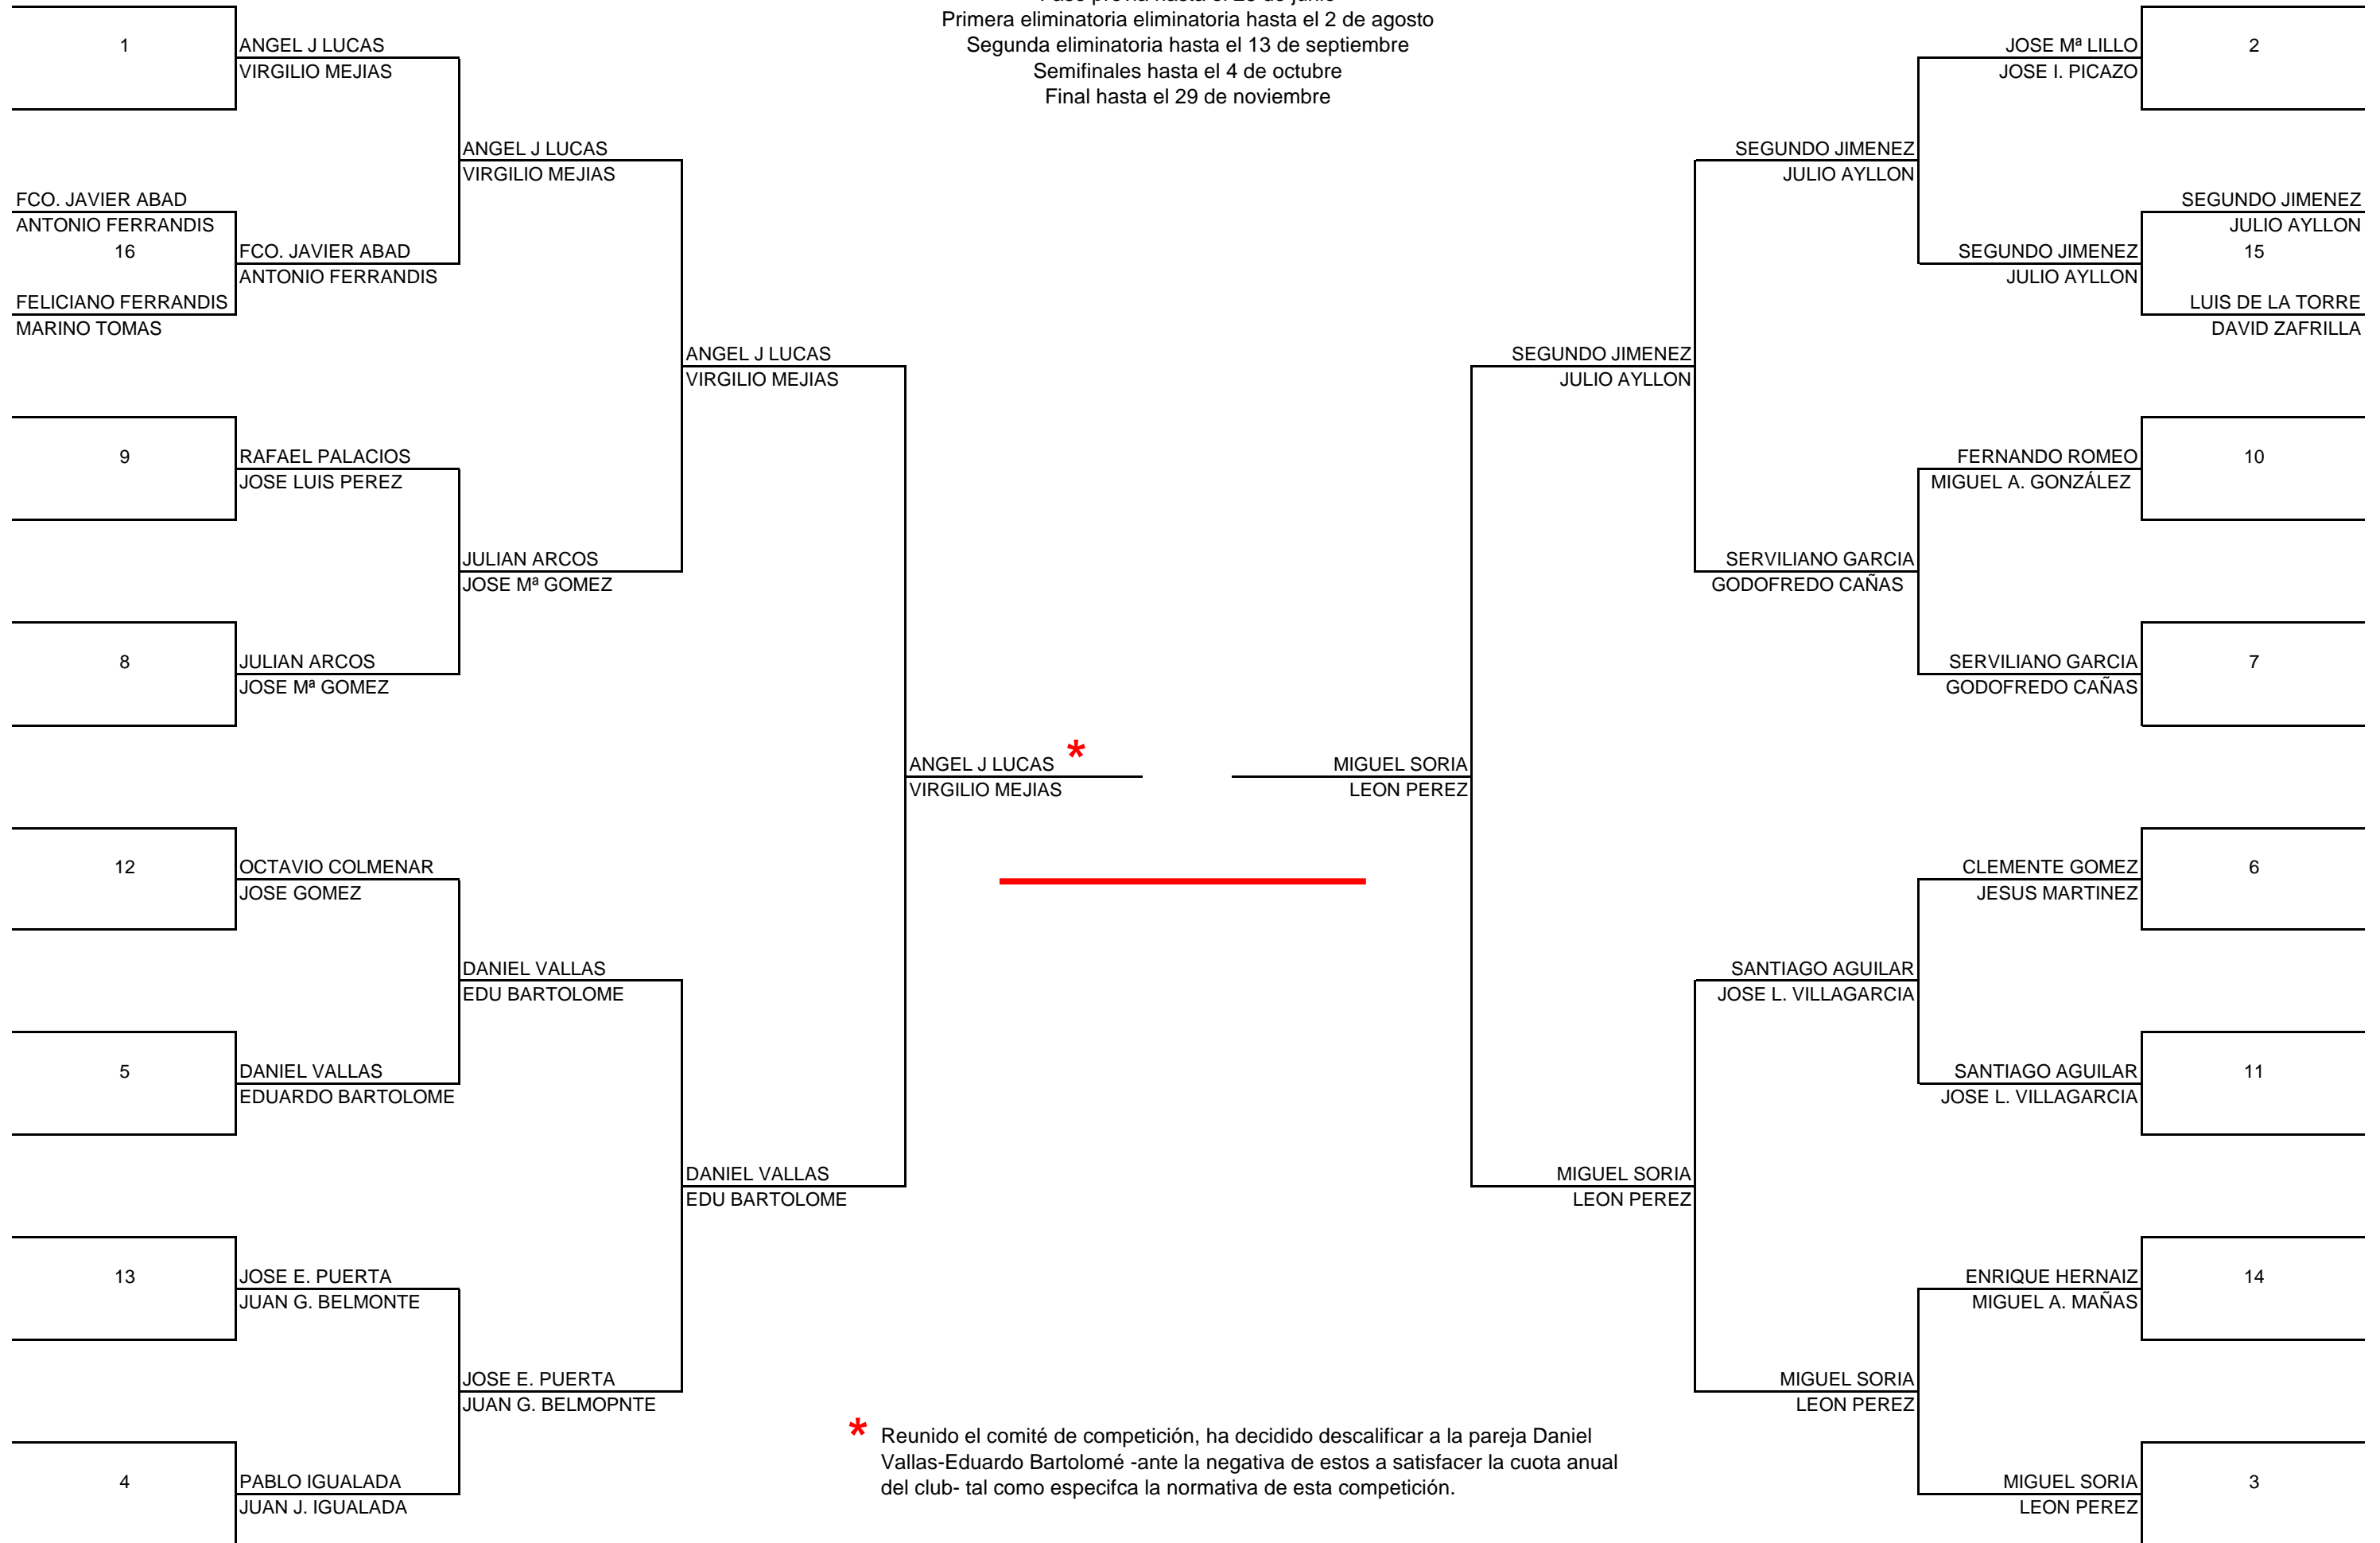 Primera eliminatoria eliminatoria hasta el 2 de agosto
Segunda eliminatoria hasta el 13 de septiembre
Semifinales hasta el 4 de octubre
Final hasta el 29 de noviembre
1
ANGEL J LUCAS
VIRGILIO MEJIAS
FCO. JAVIER ABAD
ANTONIO FERRANDIS
16
FELICIANO FERRANDIS
MARINO TOMAS
FCO. JAVIER ABAD
ANTONIO FERRANDIS
ANGEL J LUCAS
VIRGILIO MEJIAS
9
RAFAEL PALACIOS
JOSE LUIS PEREZ
8
JULIAN ARCOS
JOSE Mª GOMEZ
JULIAN ARCOS
JOSE Mª GOMEZ
ANGEL J LUCAS
VIRGILIO MEJIAS
12
OCTAVIO COLMENAR
JOSE GOMEZ
5
DANIEL VALLAS
EDUARDO BARTOLOME
DANIEL VALLAS
EDU BARTOLOME
13
JOSE E. PUERTA
JUAN G. BELMONTE
4
PABLO IGUALADA
JUAN J. IGUALADA
JOSE E. PUERTA
JUAN G. BELMOPNTE
DANIEL VALLAS
EDU BARTOLOME
ANGEL J LUCAS *
VIRGILIO MEJIAS
MIGUEL SORIA
LEON PEREZ
SEGUNDO JIMENEZ
JULIO AYLLON
SEGUNDO JIMENEZ
JULIO AYLLON
JOSE Mª LILLO
JOSE I. PICAZO
2
SEGUNDO JIMENEZ
JULIO AYLLON
SEGUNDO JIMENEZ
JULIO AYLLON
15
LUIS DE LA TORRE
DAVID ZAFRILLA
SERVILIANO GARCIA
GODOFREDO CAÑAS
FERNANDO ROMEO
MIGUEL A. GONZÁLEZ
10
SERVILIANO GARCIA
GODOFREDO CAÑAS
7
MIGUEL SORIA
LEON PEREZ
SANTIAGO AGUILAR
JOSE L. VILLAGARCIA
CLEMENTE GOMEZ
JESUS MARTINEZ
6
SANTIAGO AGUILAR
JOSE L. VILLAGARCIA
11
MIGUEL SORIA
LEON PEREZ
ENRIQUE HERNAIZ
MIGUEL A. MAÑAS
14
MIGUEL SORIA
LEON PEREZ
3
* Reunido el comité de competición, ha decidido descalificar a la pareja Daniel
Vallas-Eduardo Bartolomé -ante la negativa de estos a satisfacer la cuota anual
del club- tal como especifca la normativa de esta competición.